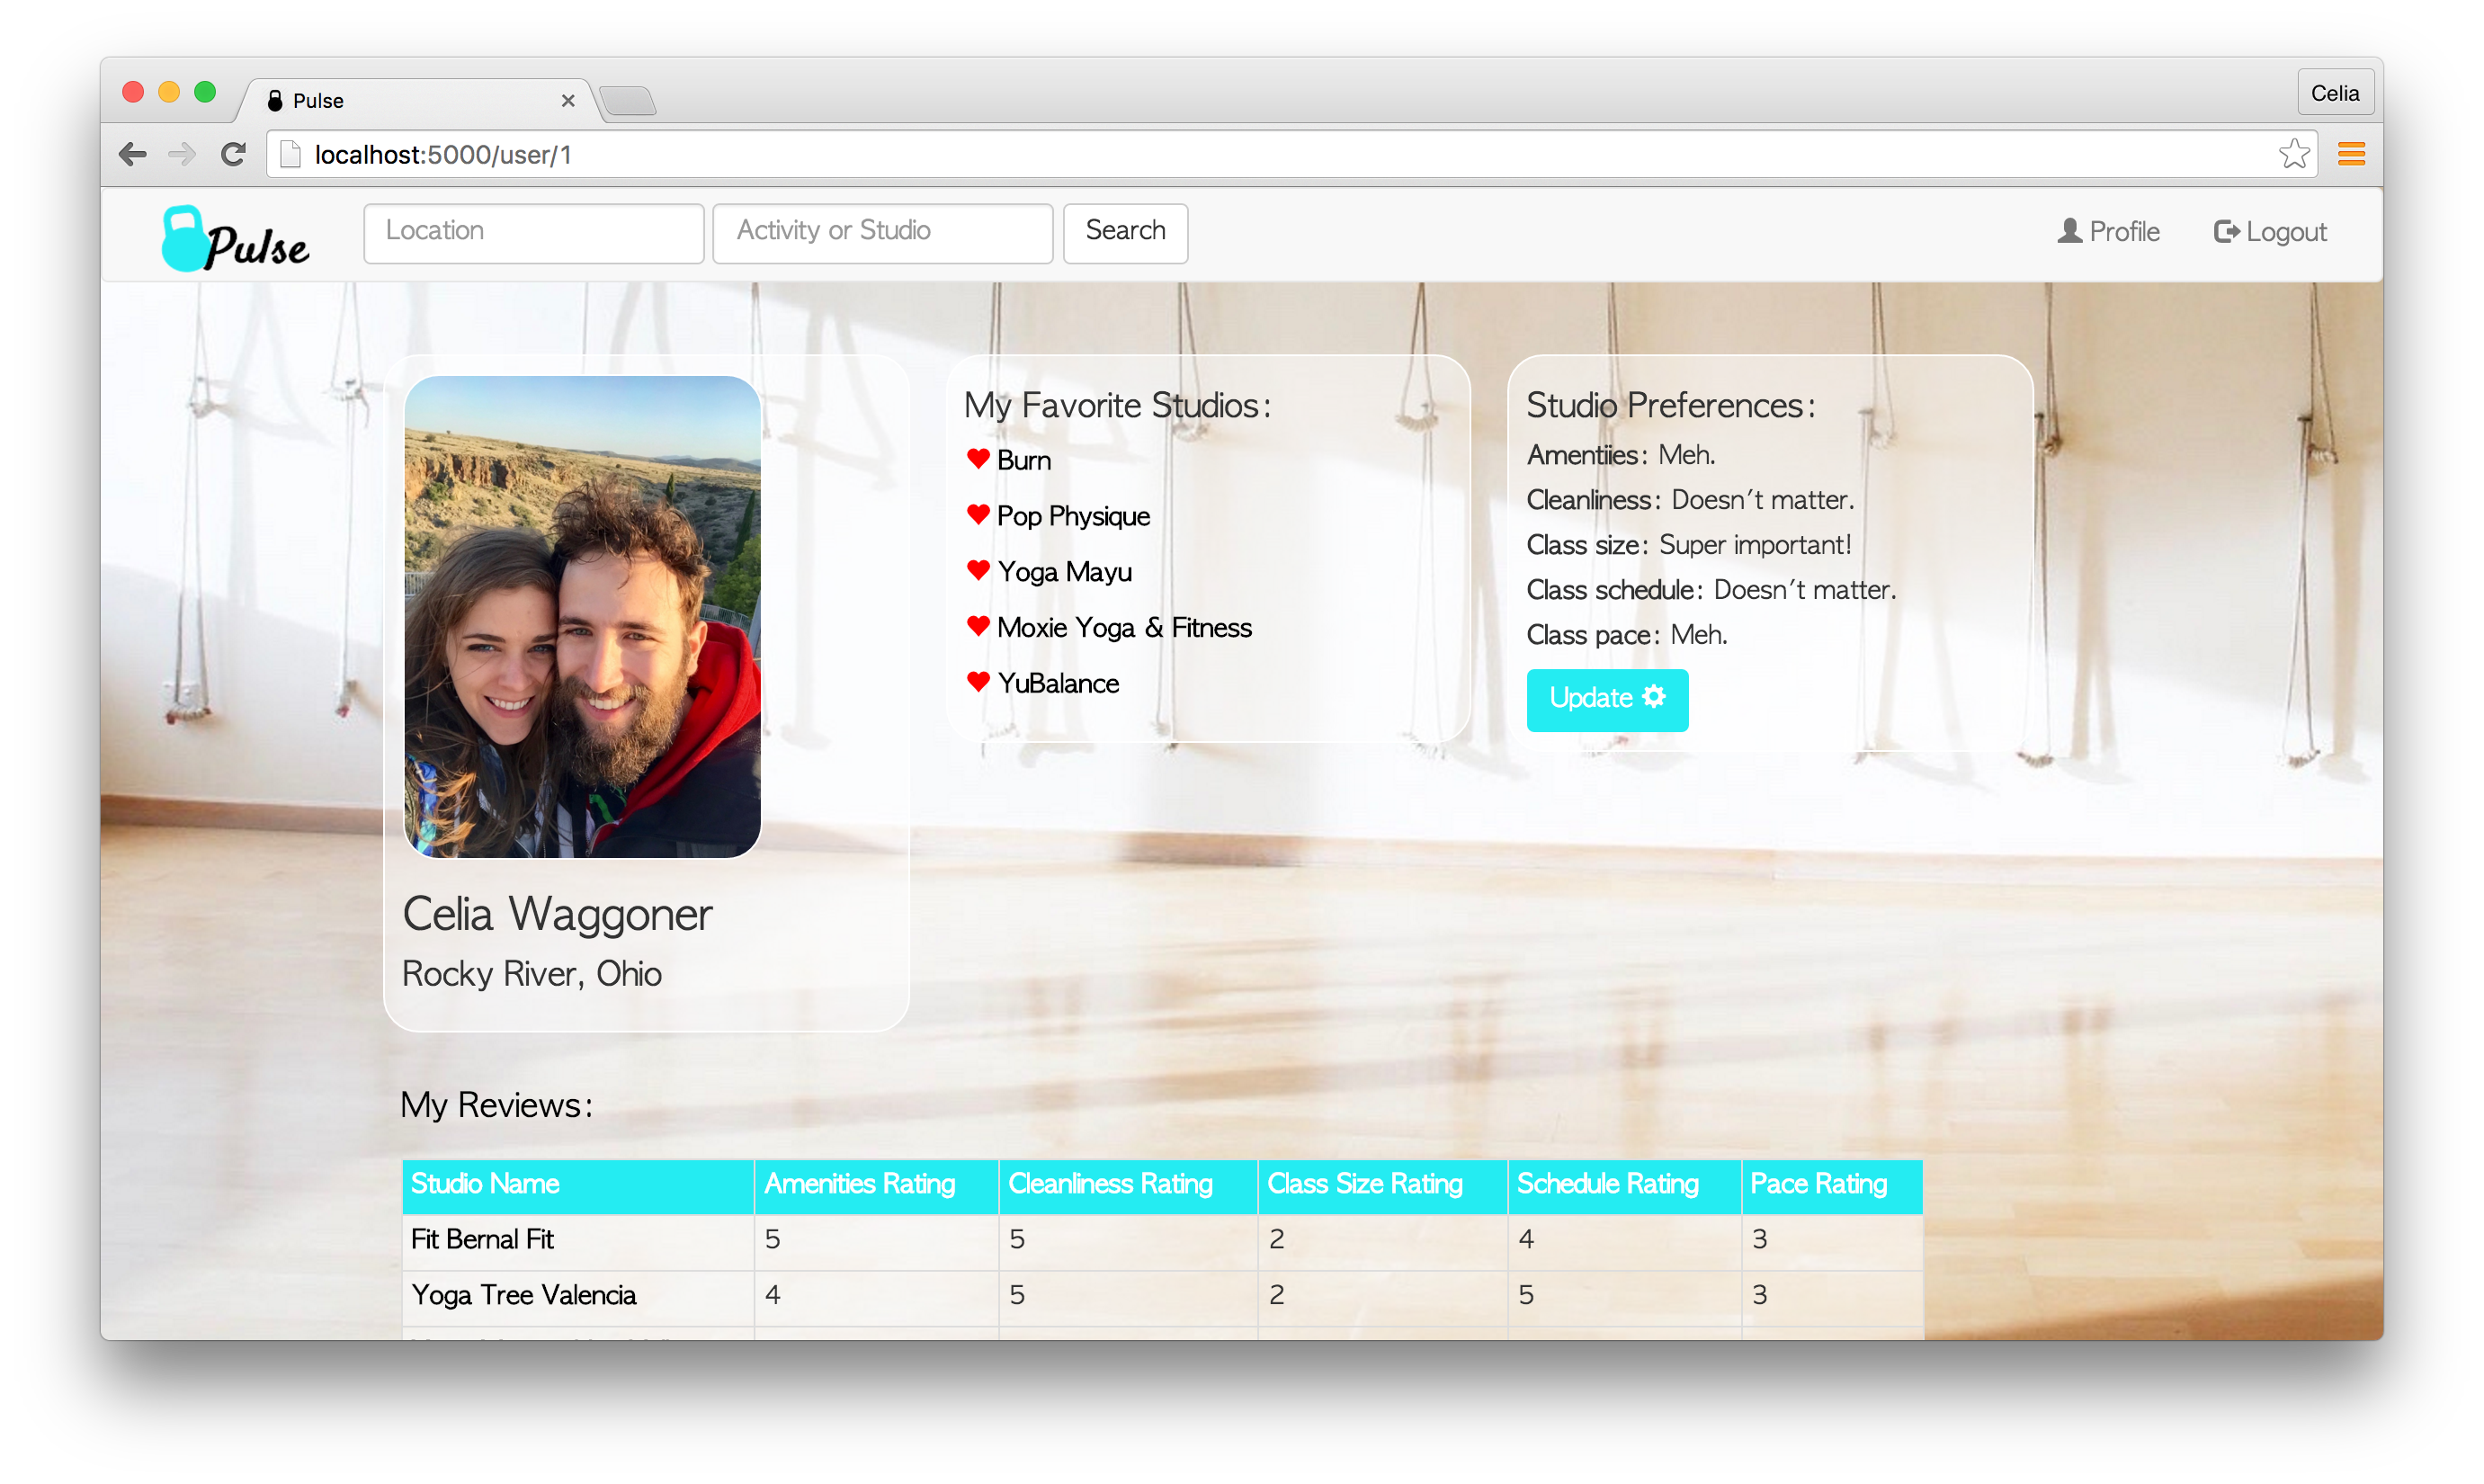 Pulse
Celia
localhost:5000/user/1
Pulse
Location
Activity or Studio
Search
Profile
Logout
Celia Waggoner
Rocky River, Ohio
My Favorite Studios:
Burn
Pop Physique
Yoga Mayu
Moxie Yoga & Fitness
YuBalance
Studio Preferences:
Amentiies: Meh.
Cleanliness: Doesn't matter.
Class size: Super important!
Class schedule: Doesn't matter.
Class pace: Meh.
Update
My Reviews:
Studio Name Amenities Rating Cleanliness Rating Class Size Rating Schedule Rating Pace Rating
Fit Bernal Fit 5 5 2 4 3
Yoga Tree Valencia 4 5 2 5 3